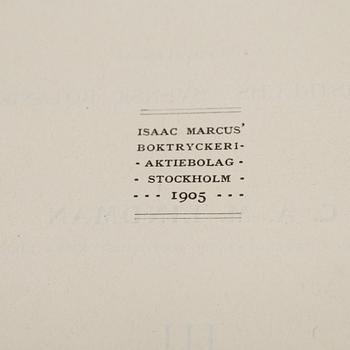 ISAAC MARCUS'
BOKTRYCKERI-
- AKTIEBOLAG -
- STOCKHOLM -
- - - 1905 - - -